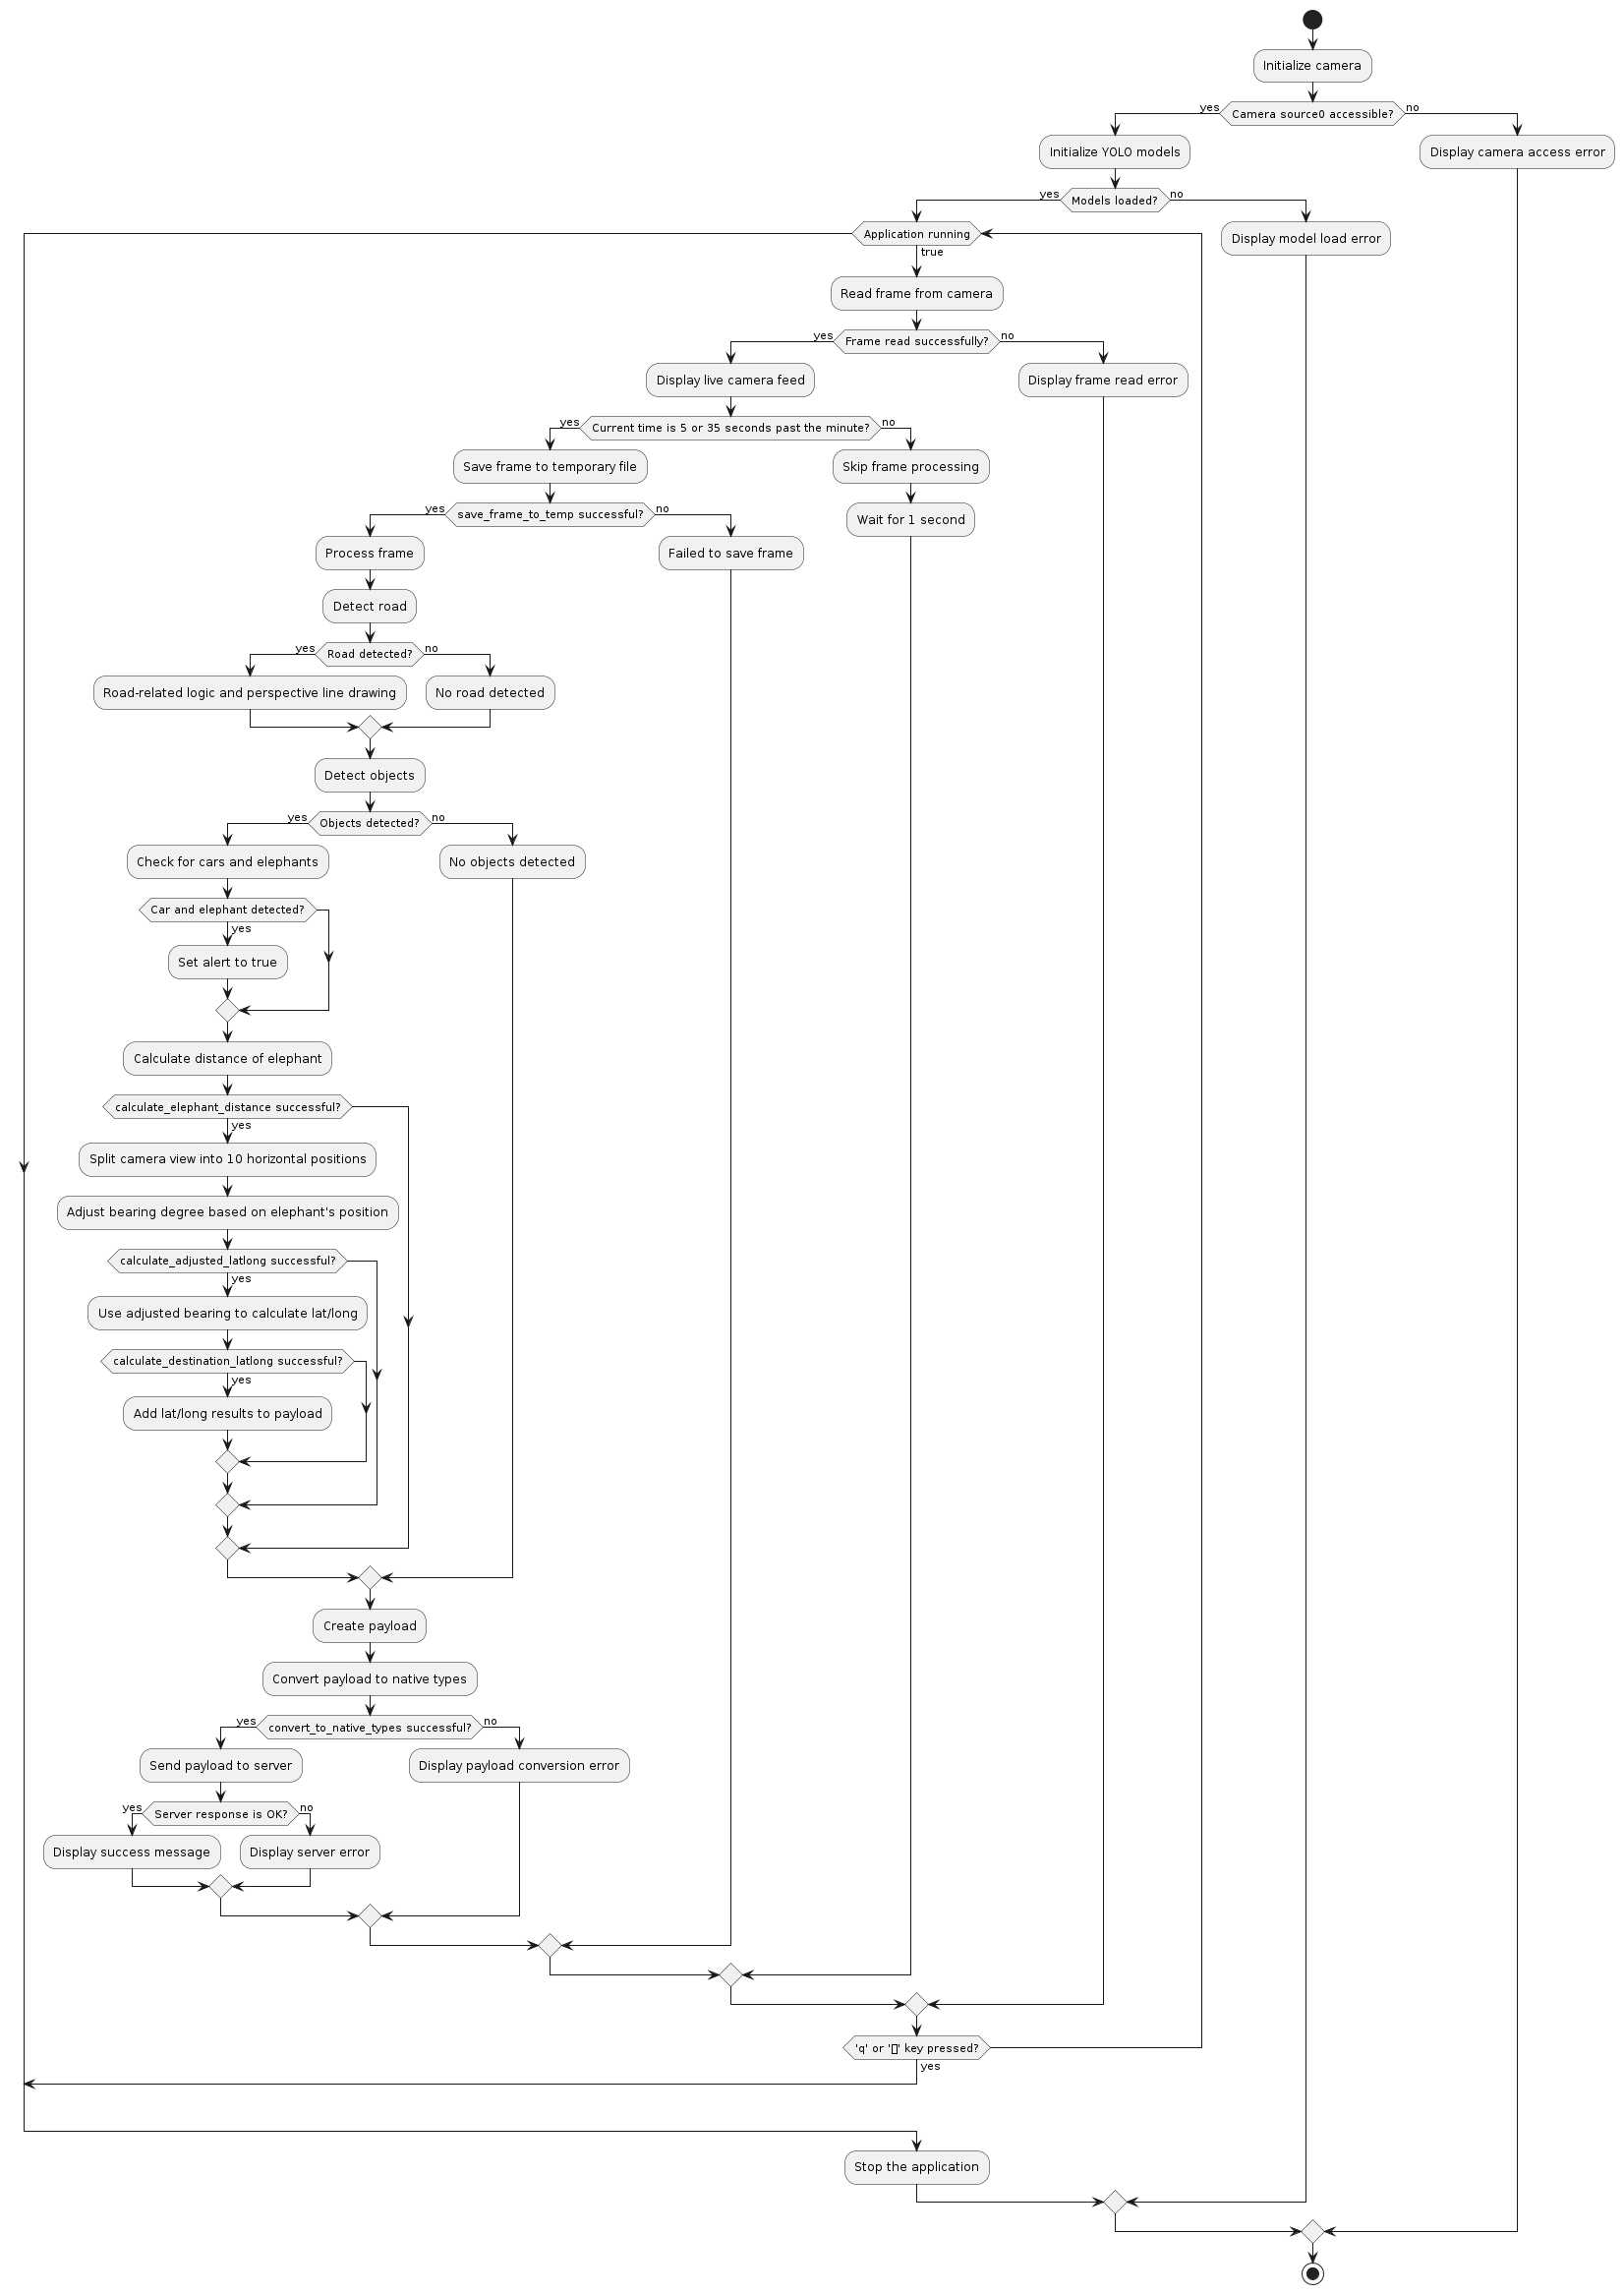 Initialize camera
yes
Camera source0 accessible?
no
Initialize YOLO models
Display camera access error
yes
Models loaded?
no
Application running
Display model load error
true
Read frame from camera
yes
Frame read successfully?
no
Display live camera feed
Display frame read error
yes
Current time is 5 or 35 seconds past the minute?
no
Save frame to temporary file
Skip frame processing
yes
save_frame_to_temp successful?
no
Wait for 1 second
Process frame
Failed to save frame
Detect road
yes
Road detected?
no
Road-related logic and perspective line drawing
No road detected
Detect objects
yes
Objects detected?
no
Check for cars and elephants
No objects detected
Car and elephant detected?
yes
Set alert to true
Calculate distance of elephant
calculate_elephant_distance successful?
yes
Split camera view into 10 horizontal positions
Adjust bearing degree based on elephant's position
calculate_adjusted_latlong successful?
yes
Use adjusted bearing to calculate lat/long
calculate_destination_latlong successful?
yes
Add lat/long results to payload
Create payload
Convert payload to native types
yes
convert_to_native_types successful?
no
Send payload to server
Display payload conversion error
yes
Server response is OK?
no
Display success message
Display server error
'q' or '▯' key pressed?
yes
Stop the application